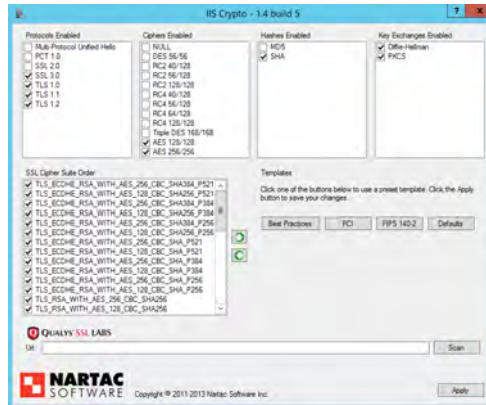 IIS Crypto - 1.4 build 5
?
X
Protocols Enabled
Multi-Protocol Unified Hello
PCT 1.0
SSL 2.0
SSL 3.0
TLS 1.0
TLS 1.1
TLS 1.2
Ciphers Enabled
NULL
DES 56/56
RC2 40/128
RC2 56/128
RC2 128/128
RC4 40/128
RC4 56/128
RC4 64/128
RC4 128/128
Triple DES 168/168
AES 128/128
AES 256/256
Hashes Enabled
MD5
SHA
Key Exchanges Enabled
Diffie-Hellman
PKCS
SSL Cipher Suite Order
TLS_ECDHE_RSA_WITH_AES_256_CBC_SHA384_P521
TLS_ECDHE_RSA_WITH_AES_128_CBC_SHA256_P521
TLS_ECDHE_RSA_WITH_AES_256_CBC_SHA384_P384
TLS_ECDHE_RSA_WITH_AES_128_CBC_SHA256_P384
TLS_ECDHE_RSA_WITH_AES_256_CBC_SHA384_P256
TLS_ECDHE_RSA_WITH_AES_128_CBC_SHA256_P256
TLS_ECDHE_RSA_WITH_AES_256_CBC_SHA_P521
TLS_ECDHE_RSA_WITH_AES_128_CBC_SHA_P521
TLS_ECDHE_RSA_WITH_AES_256_CBC_SHA_P384
TLS_ECDHE_RSA_WITH_AES_128_CBC_SHA_P384
TLS_ECDHE_RSA_WITH_AES_256_CBC_SHA_P256
TLS_ECDHE_RSA_WITH_AES_128_CBC_SHA_P256
TLS_RSA_WITH_AES_256_CBC_SHA256
TLS_RSA_WITH_AES_128_CBC_SHA256
Templates
Click one of the buttons below to use a preset template. Click the Apply
button to save your changes.
Best Practices
PCI
FIPS 140-2
Defaults
QUALYS' SSL LABS
Url:
Scan
NARTAC
SOFTWARE
Copyright © 2011-2013 Nartac Software Inc.
Apply